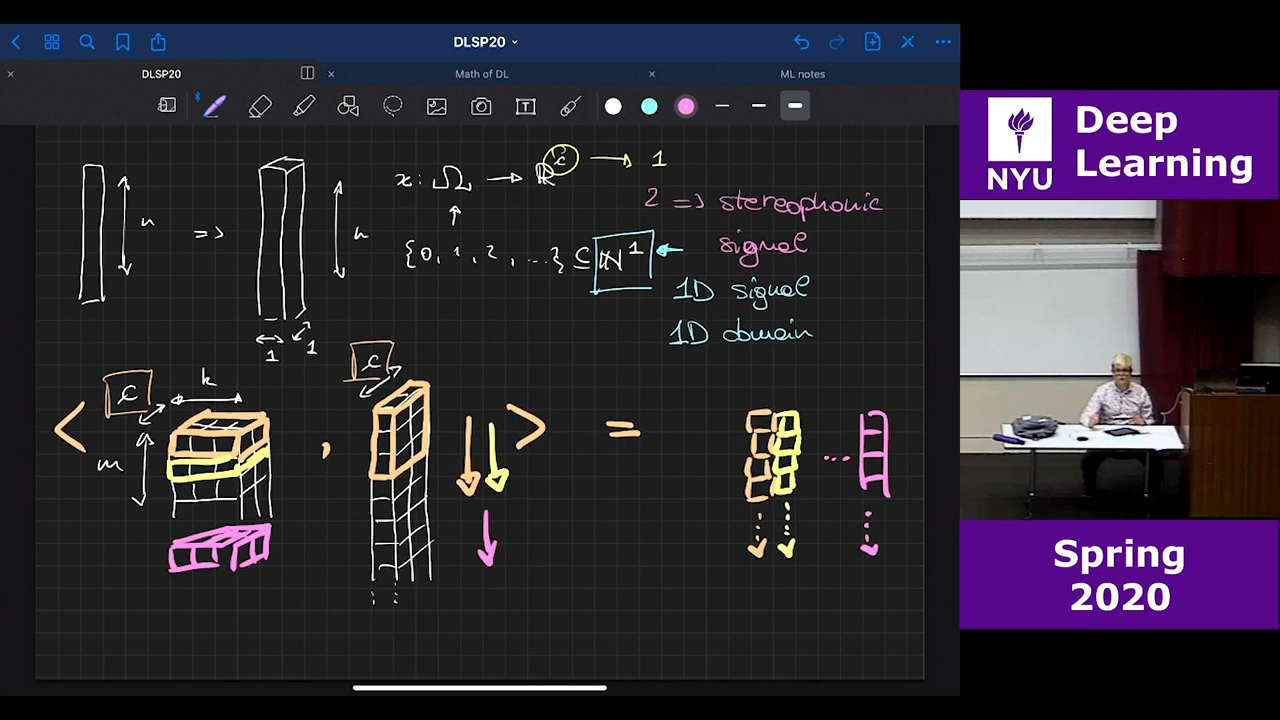 DLSP20
DLSP20
Math of DL
ML notes
T
x: Ω → ℝ^c → 1
n => n
2 => stereophonic
signal
{0, 1, 2, ...} ⊆ ℕ^1 ←
1D signal
1D domain
1 1
c
c k
< , > =
m
...
NYU
Deep
Learning
Spring
2020